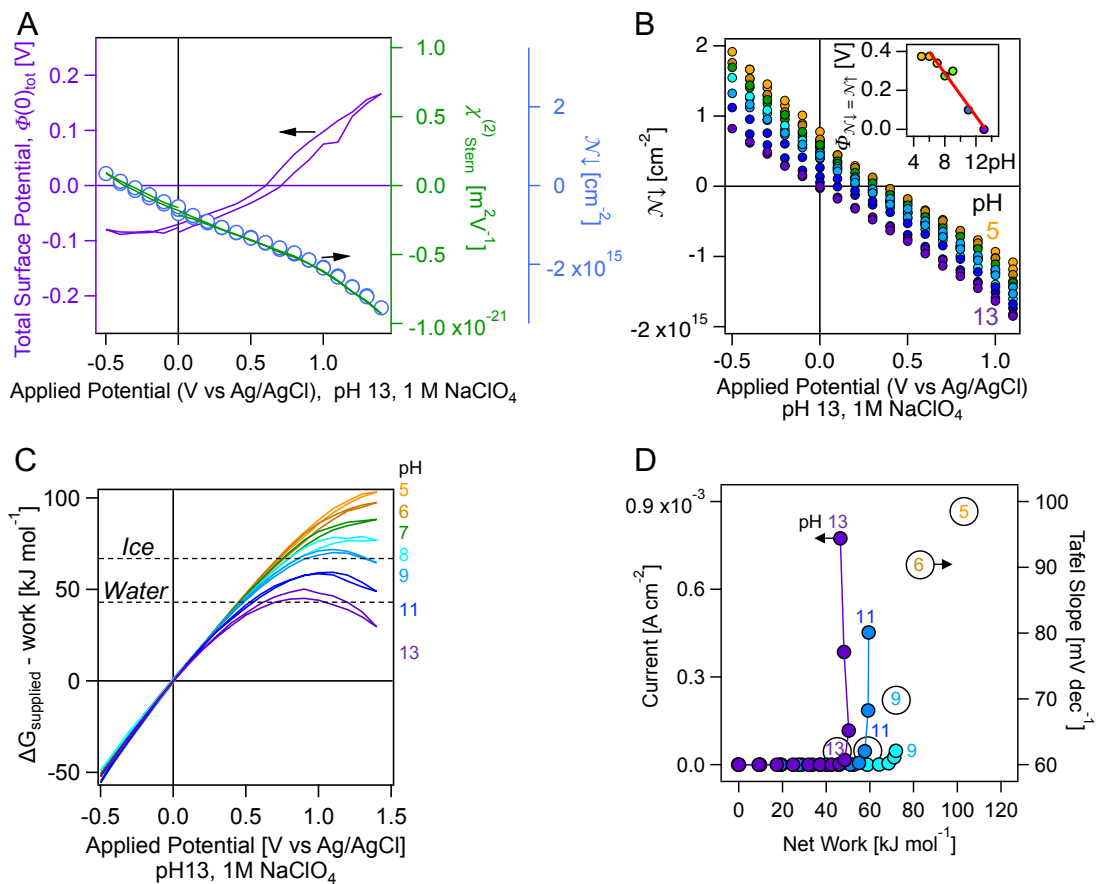 A
Total Surface Potential, Φ(0)tot [V]
0.2
0.1
0.0
-0.1
-0.2
1.0
0.5
0.0
-0.5
-1.0 x10-21
χ(2)Stern [m2V-1]
2
0
-2 x1015
𝒩↓ [cm-2]
-0.5
0.0
0.5
1.0
Applied Potential (V vs Ag/AgCl), pH 13, 1 M NaClO4
B
𝒩↓ [cm-2]
2
1
0
-1
-2 x1015
Φ𝒩↓ = 𝒩↑ [V]
0.4
0.2
0.0
4
8
12
pH
pH
5
13
-0.5
0.0
0.5
1.0
Applied Potential (V vs Ag/AgCl)
pH 13, 1M NaClO4
C
ΔGsupplied - work [kJ mol-1]
100
50
0
-50
Ice
Water
pH
5
6
7
8
9
11
13
-0.5
0.0
0.5
1.0
1.5
Applied Potential [V vs Ag/AgCl]
pH13, 1M NaClO4
D
Current [A cm-2]
0.9 x10-3
0.6
0.3
0.0
pH 13
11
9
5
6
9
11
13
100
90
80
70
60
Tafel Slope [mV dec-1]
0
20
40
60
80
100
120
Net Work [kJ mol-1]